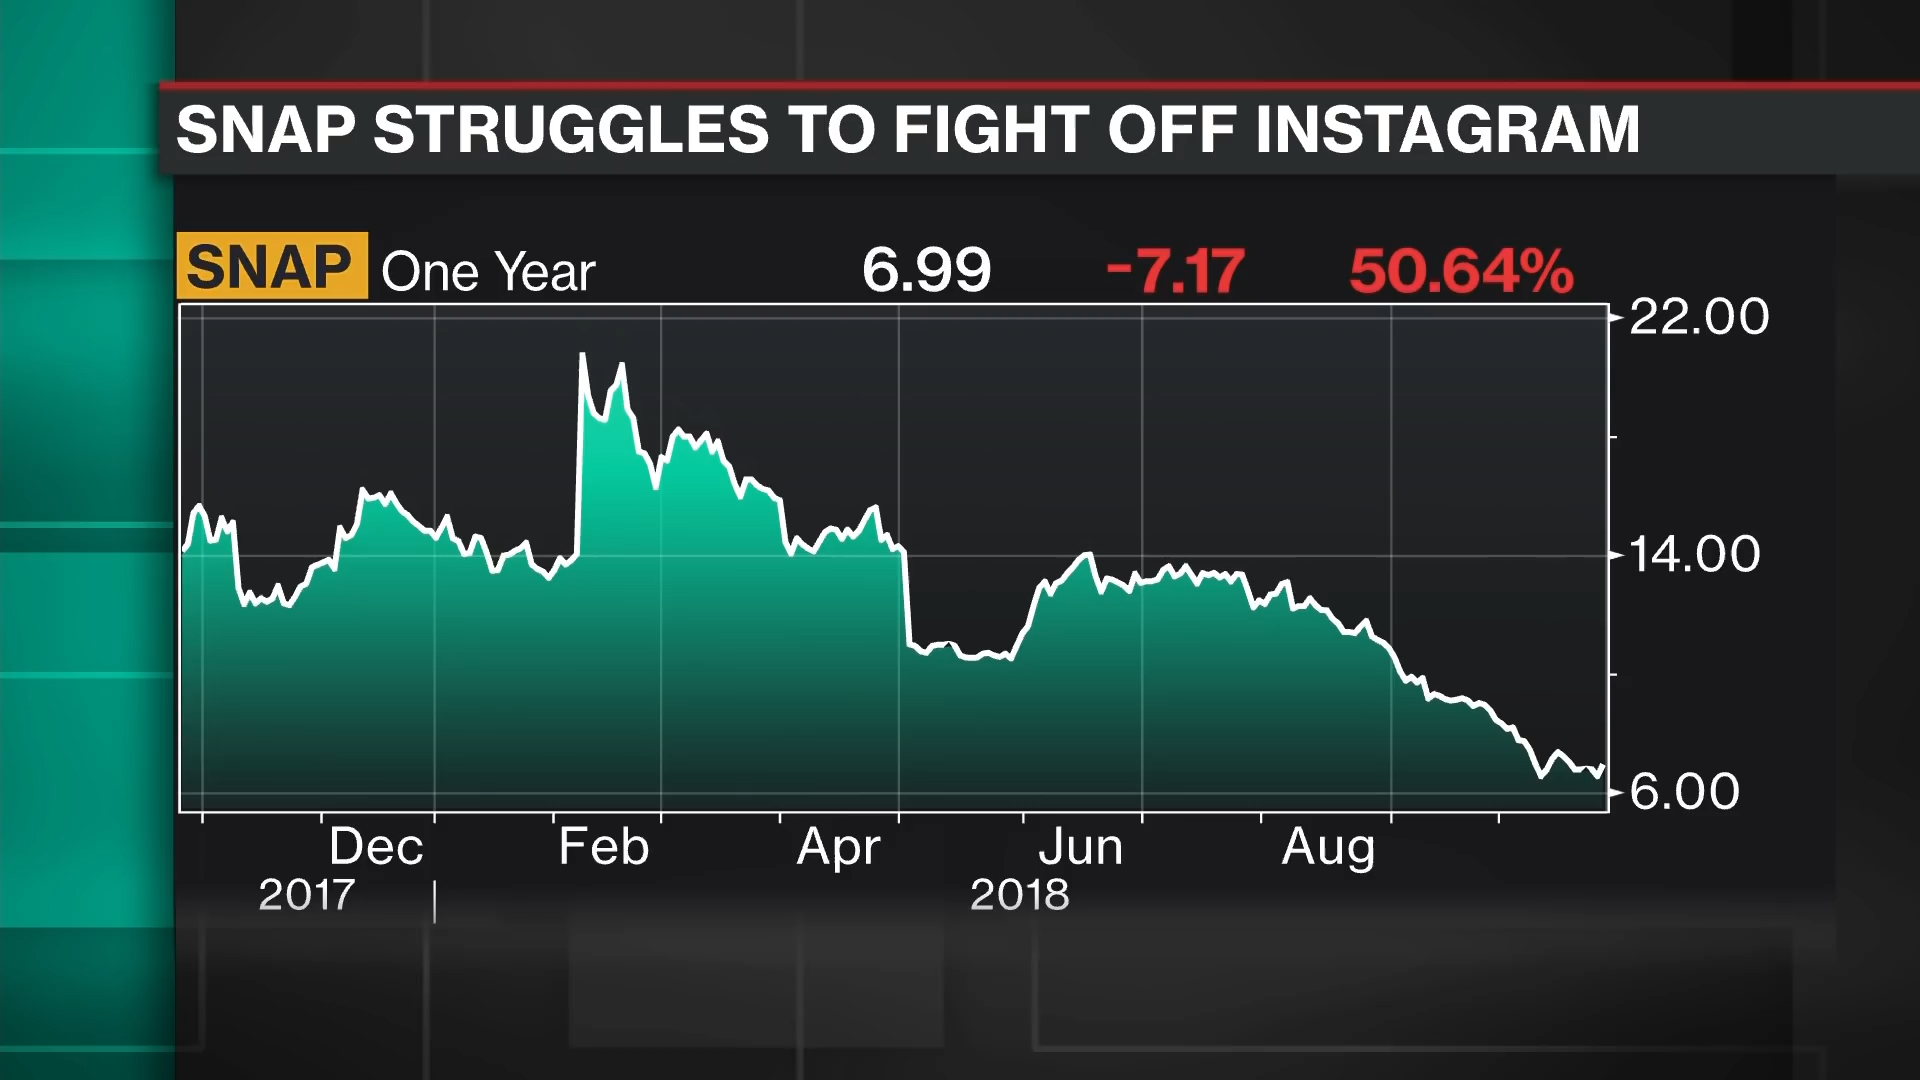 SNAP STRUGGLES TO FIGHT OFF INSTAGRAM
SNAP One Year 6.99 -7.17 50.64%
22.00
14.00
6.00
Dec Feb Apr Jun Aug
2017 2018